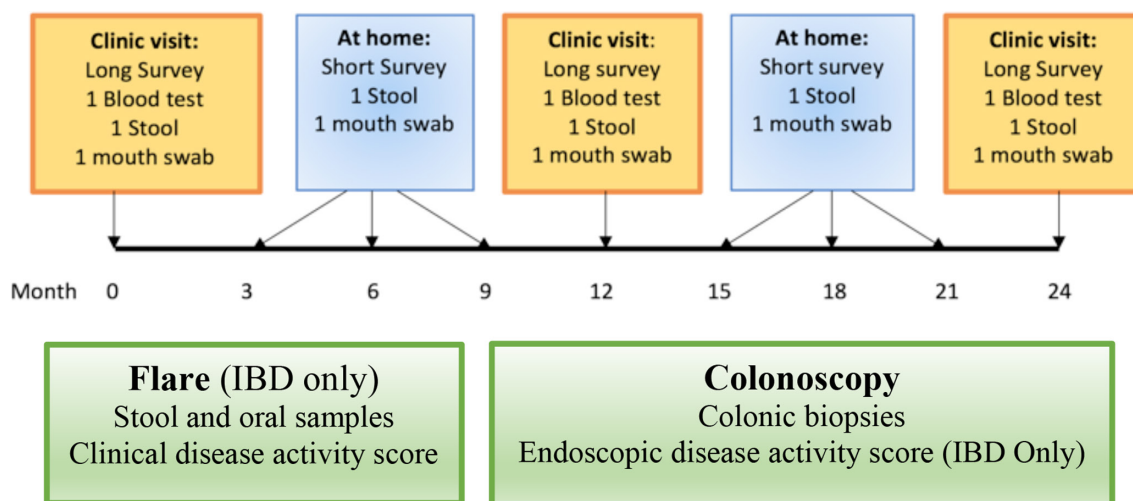 Clinic visit:
Long Survey
1 Blood test
1 Stool
1 mouth swab
At home:
Short Survey
1 Stool
1 mouth swab
Clinic visit:
Long survey
1 Blood test
1 Stool
1 mouth swab
At home:
Short survey
1 Stool
1 mouth swab
Clinic visit:
Long Survey
1 Blood test
1 Stool
1 mouth swab
Month 0 3 6 9 12 15 18 21 24
Flare (IBD only)
Stool and oral samples
Clinical disease activity score
Colonoscopy
Colonic biopsies
Endoscopic disease activity score (IBD Only)